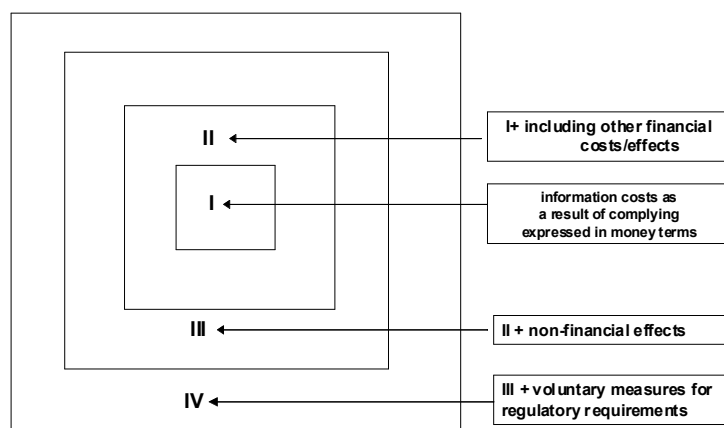 I+ including other financial
costs/effects
II
information costs as
a result of complying
expressed in money terms
I
III
II + non-financial effects
III + voluntary measures for
regulatory requirements
IV